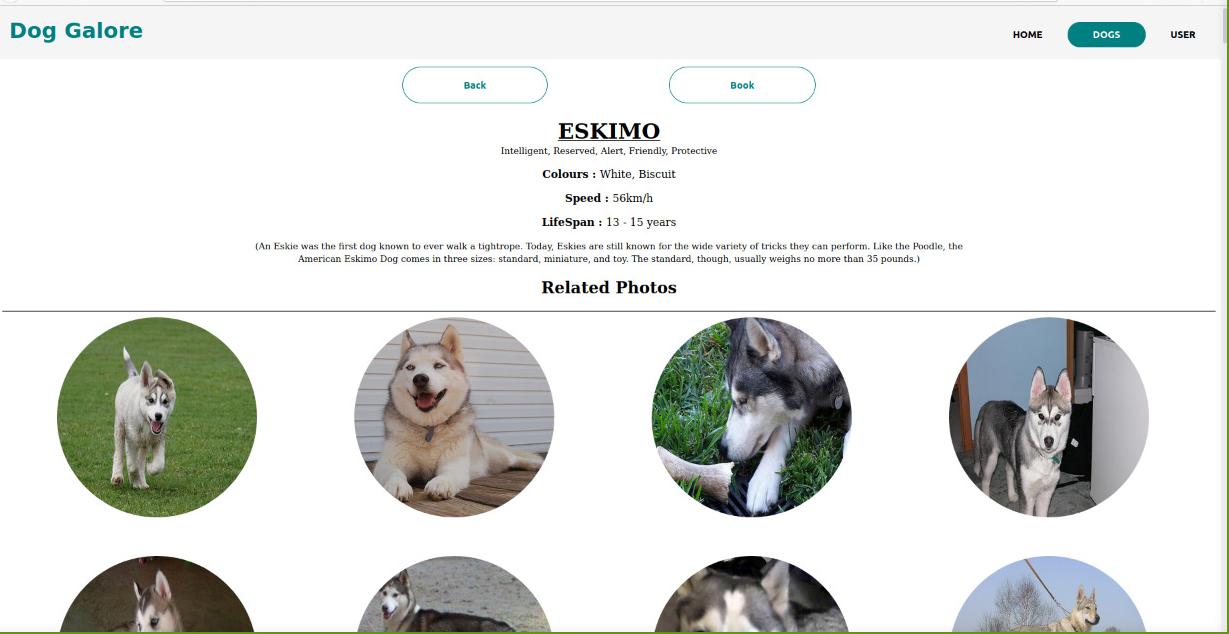 Dog Galore
HOME DOGS USER
Back Book
ESKIMO
Intelligent, Reserved, Alert, Friendly, Protective
Colours : White, Biscuit
Speed : 56km/h
LifeSpan : 13 - 15 years
(An Eskie was the first dog known to ever walk a tightrope. Today, Eskies are still known for the wide variety of tricks they can perform. Like the Poodle, the
American Eskimo Dog comes in three sizes: standard, miniature, and toy. The standard, though, usually weighs no more than 35 pounds.)
Related Photos